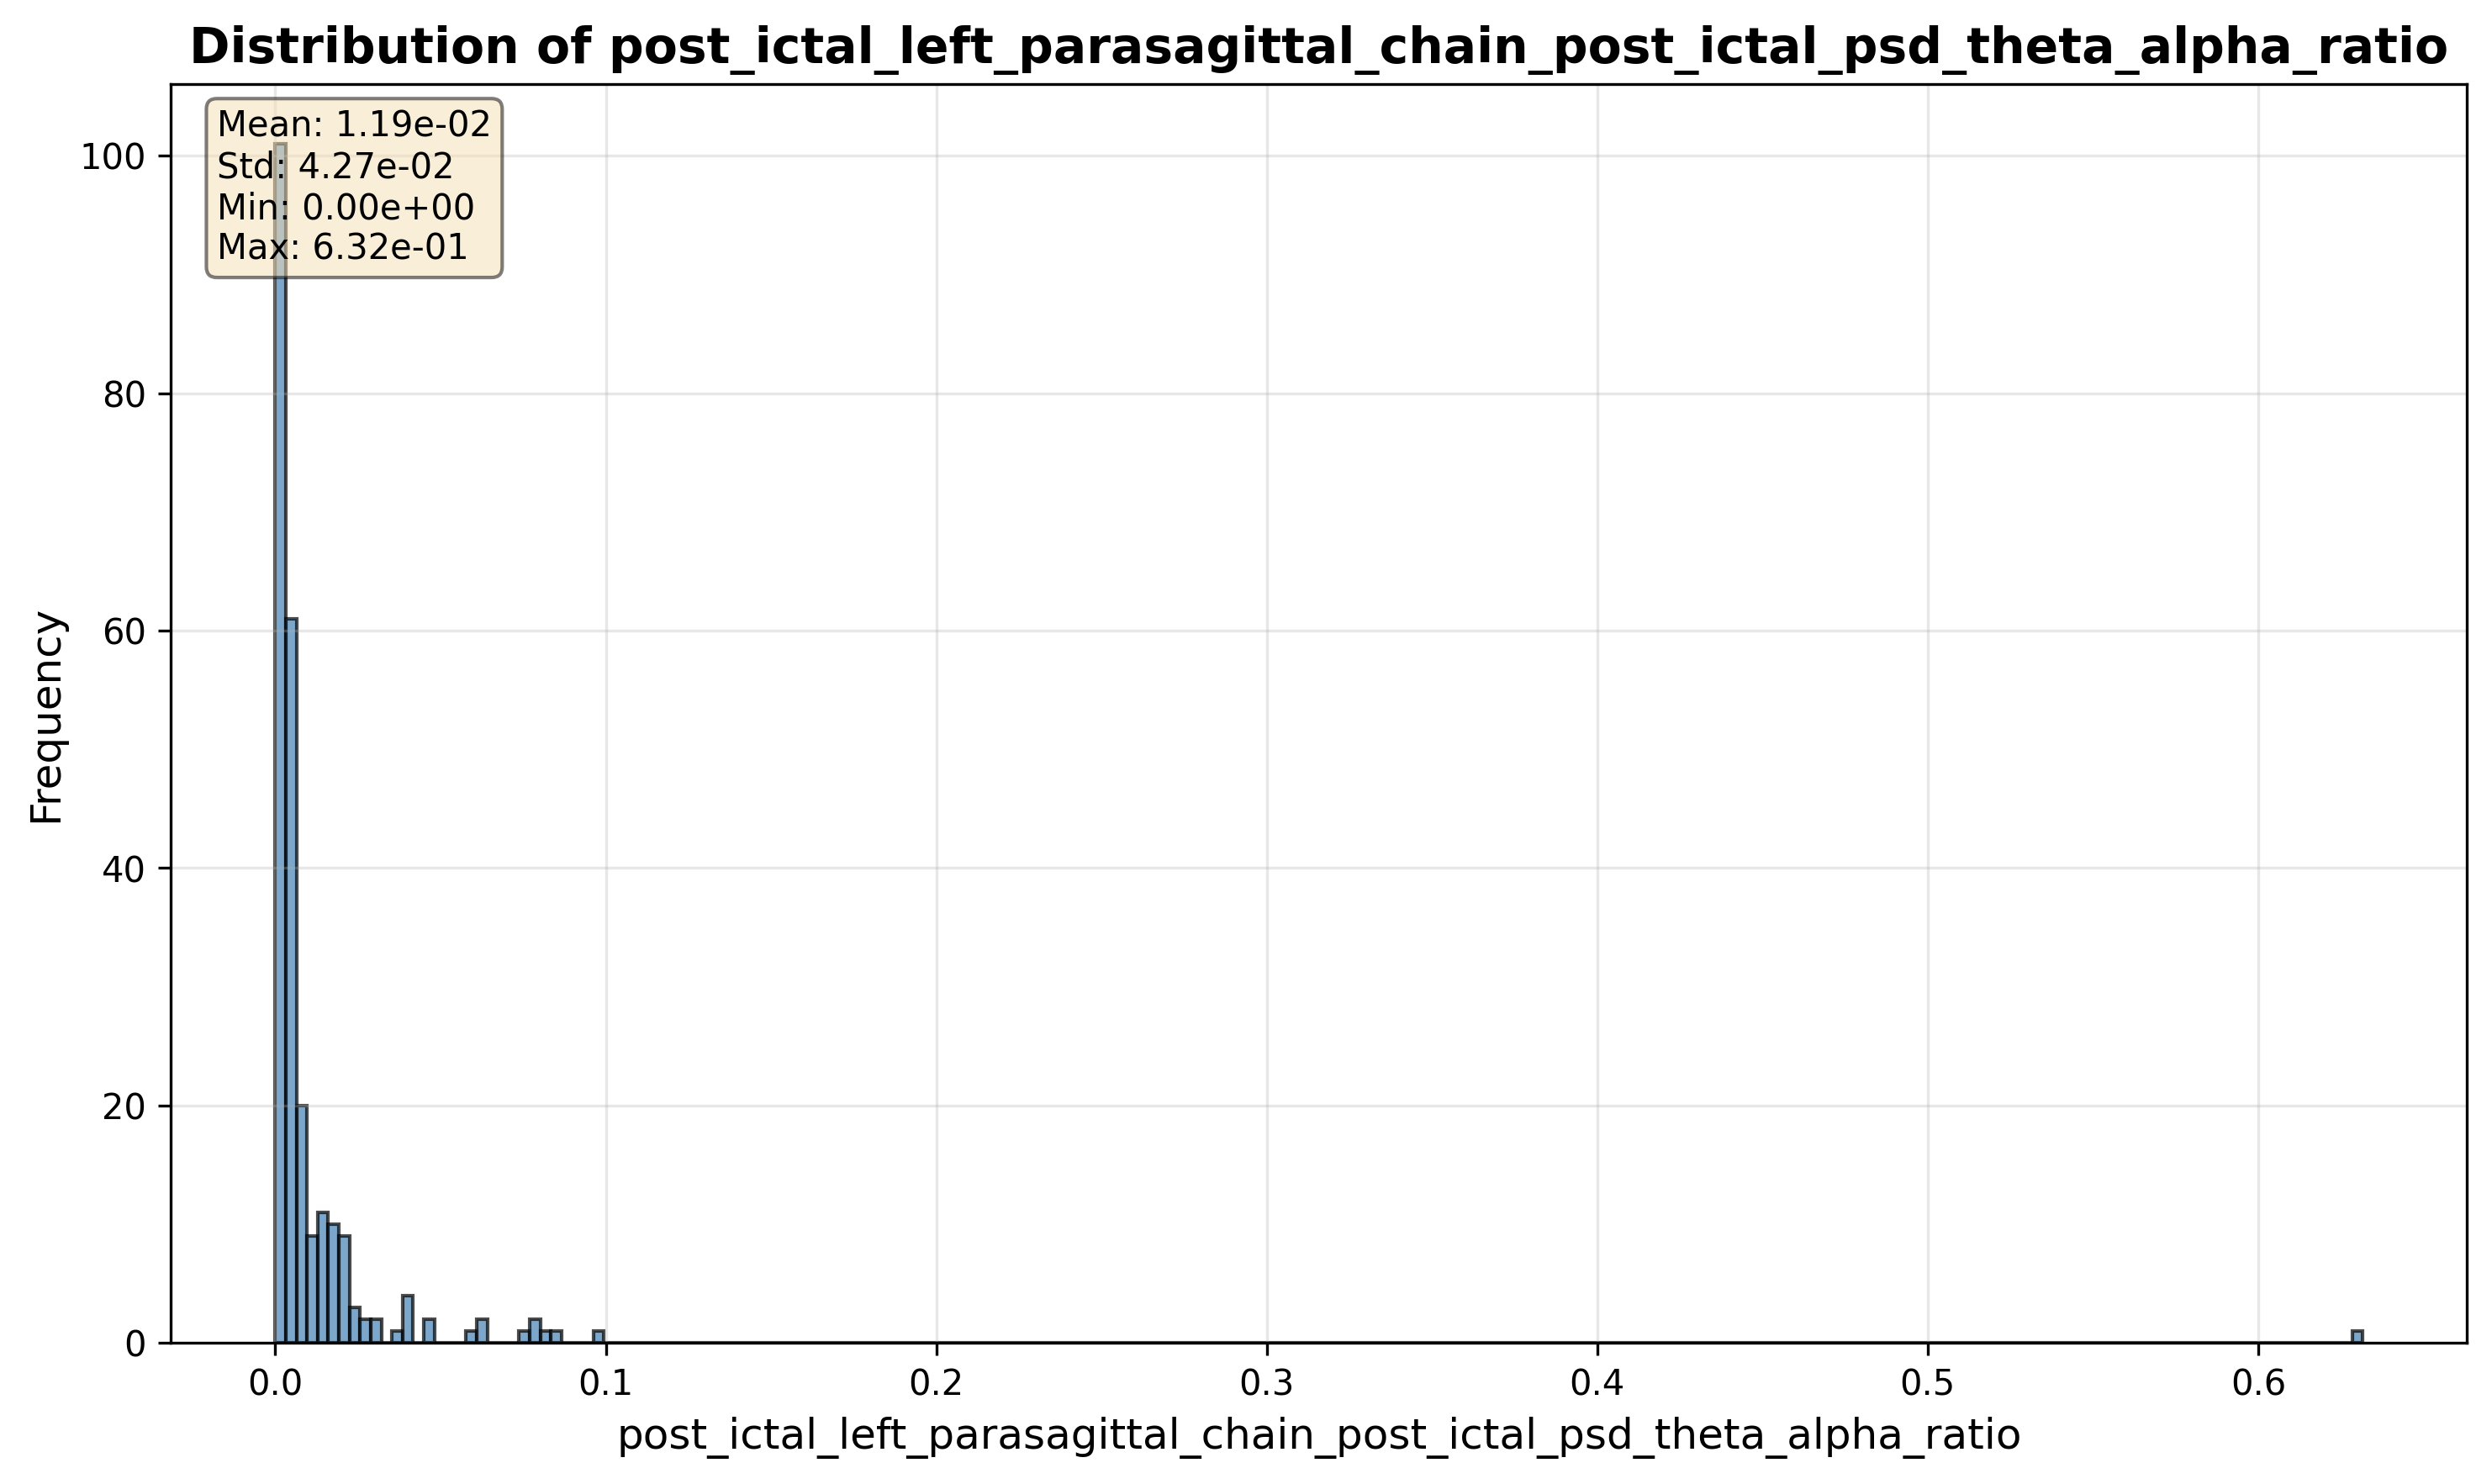 Distribution of post_ictal_left_parasagittal_chain_post_ictal_psd_theta_alpha_ratio
Mean: 1.19e-02
Std: 4.27e-02
Min: 0.00e+00
Max: 6.32e-01
100
80
60
40
20
0
Frequency
0.0 0.1 0.2 0.3 0.4 0.5 0.6
post_ictal_left_parasagittal_chain_post_ictal_psd_theta_alpha_ratio